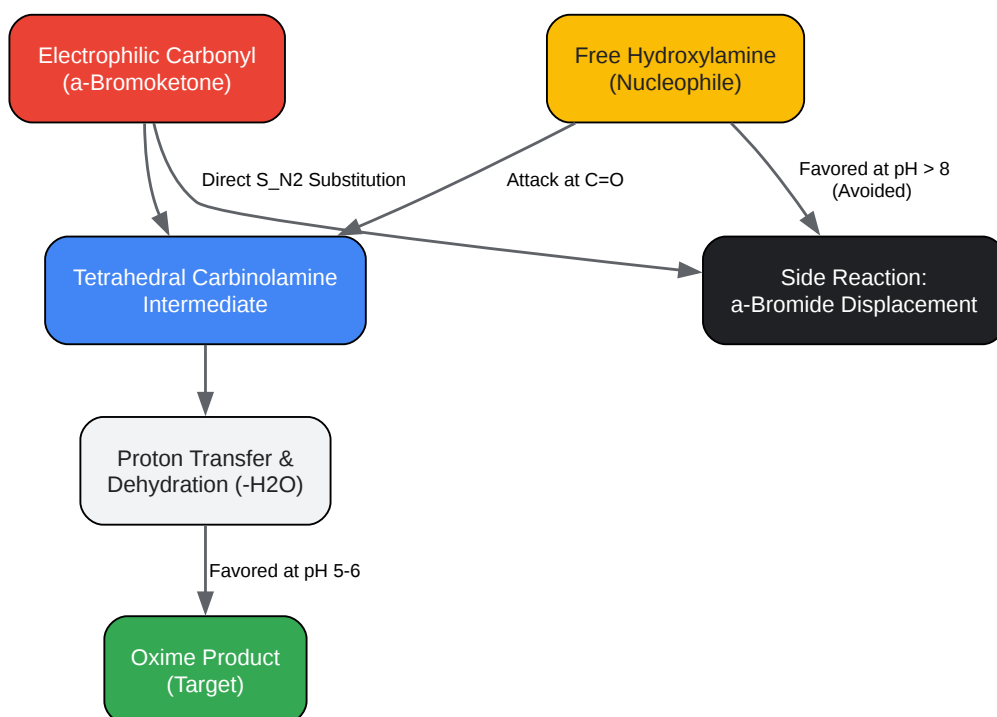 Electrophilic Carbonyl
(a-Bromoketone)
Free Hydroxylamine
(Nucleophile)
Direct S_N2 Substitution
Attack at C=O
Favored at pH > 8
(Avoided)
Tetrahedral Carbinolamine
Intermediate
Side Reaction:
a-Bromide Displacement
Proton Transfer &
Dehydration (-H2O)
Favored at pH 5-6
Oxime Product
(Target)